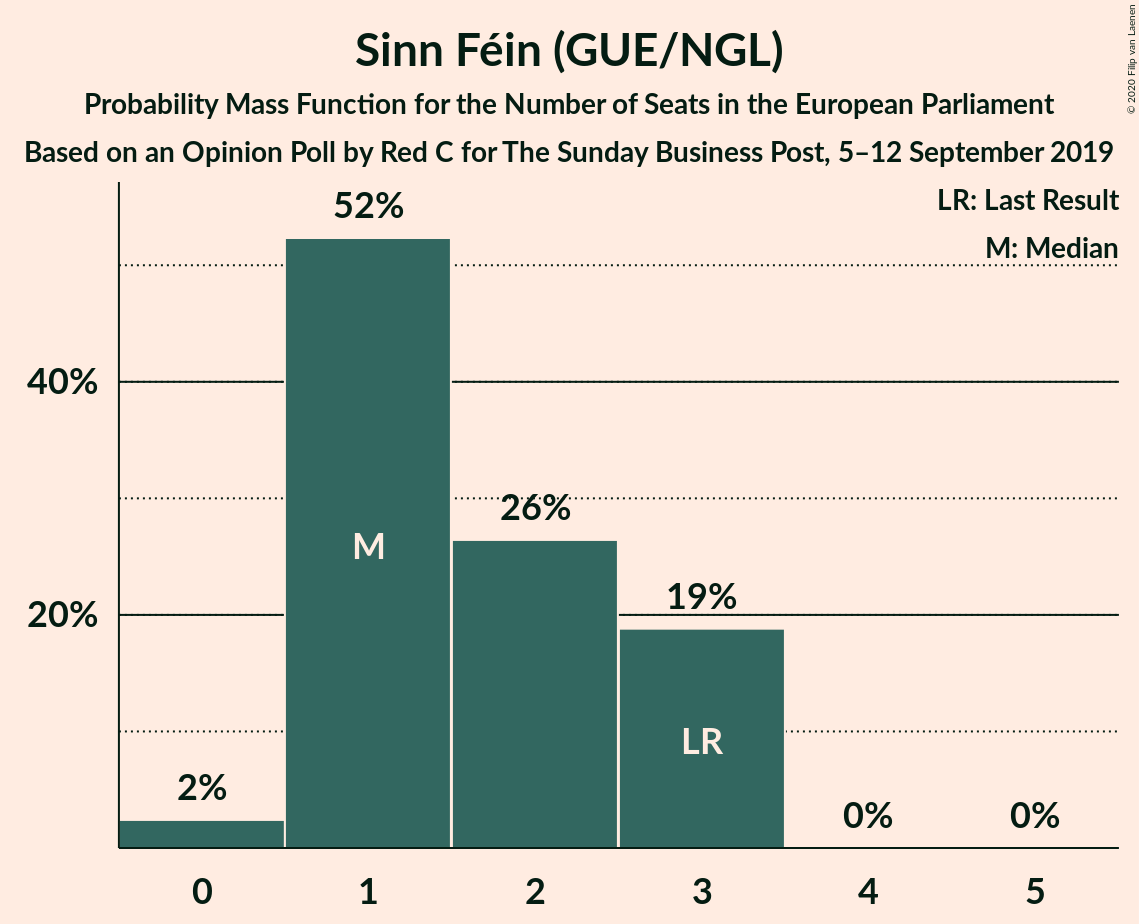 Sinn Féin (GUE/NGL)
Probability Mass Function for the Number of Seats in the European Parliament
Based on an Opinion Poll by Red C for The Sunday Business Post, 5–12 September 2019
© 2020 Filip van Laenen
LR: Last Result
M: Median
52%
40%
26%
M
19%
20%
LR
2%
0%
0%
0
1
2
3
4
5